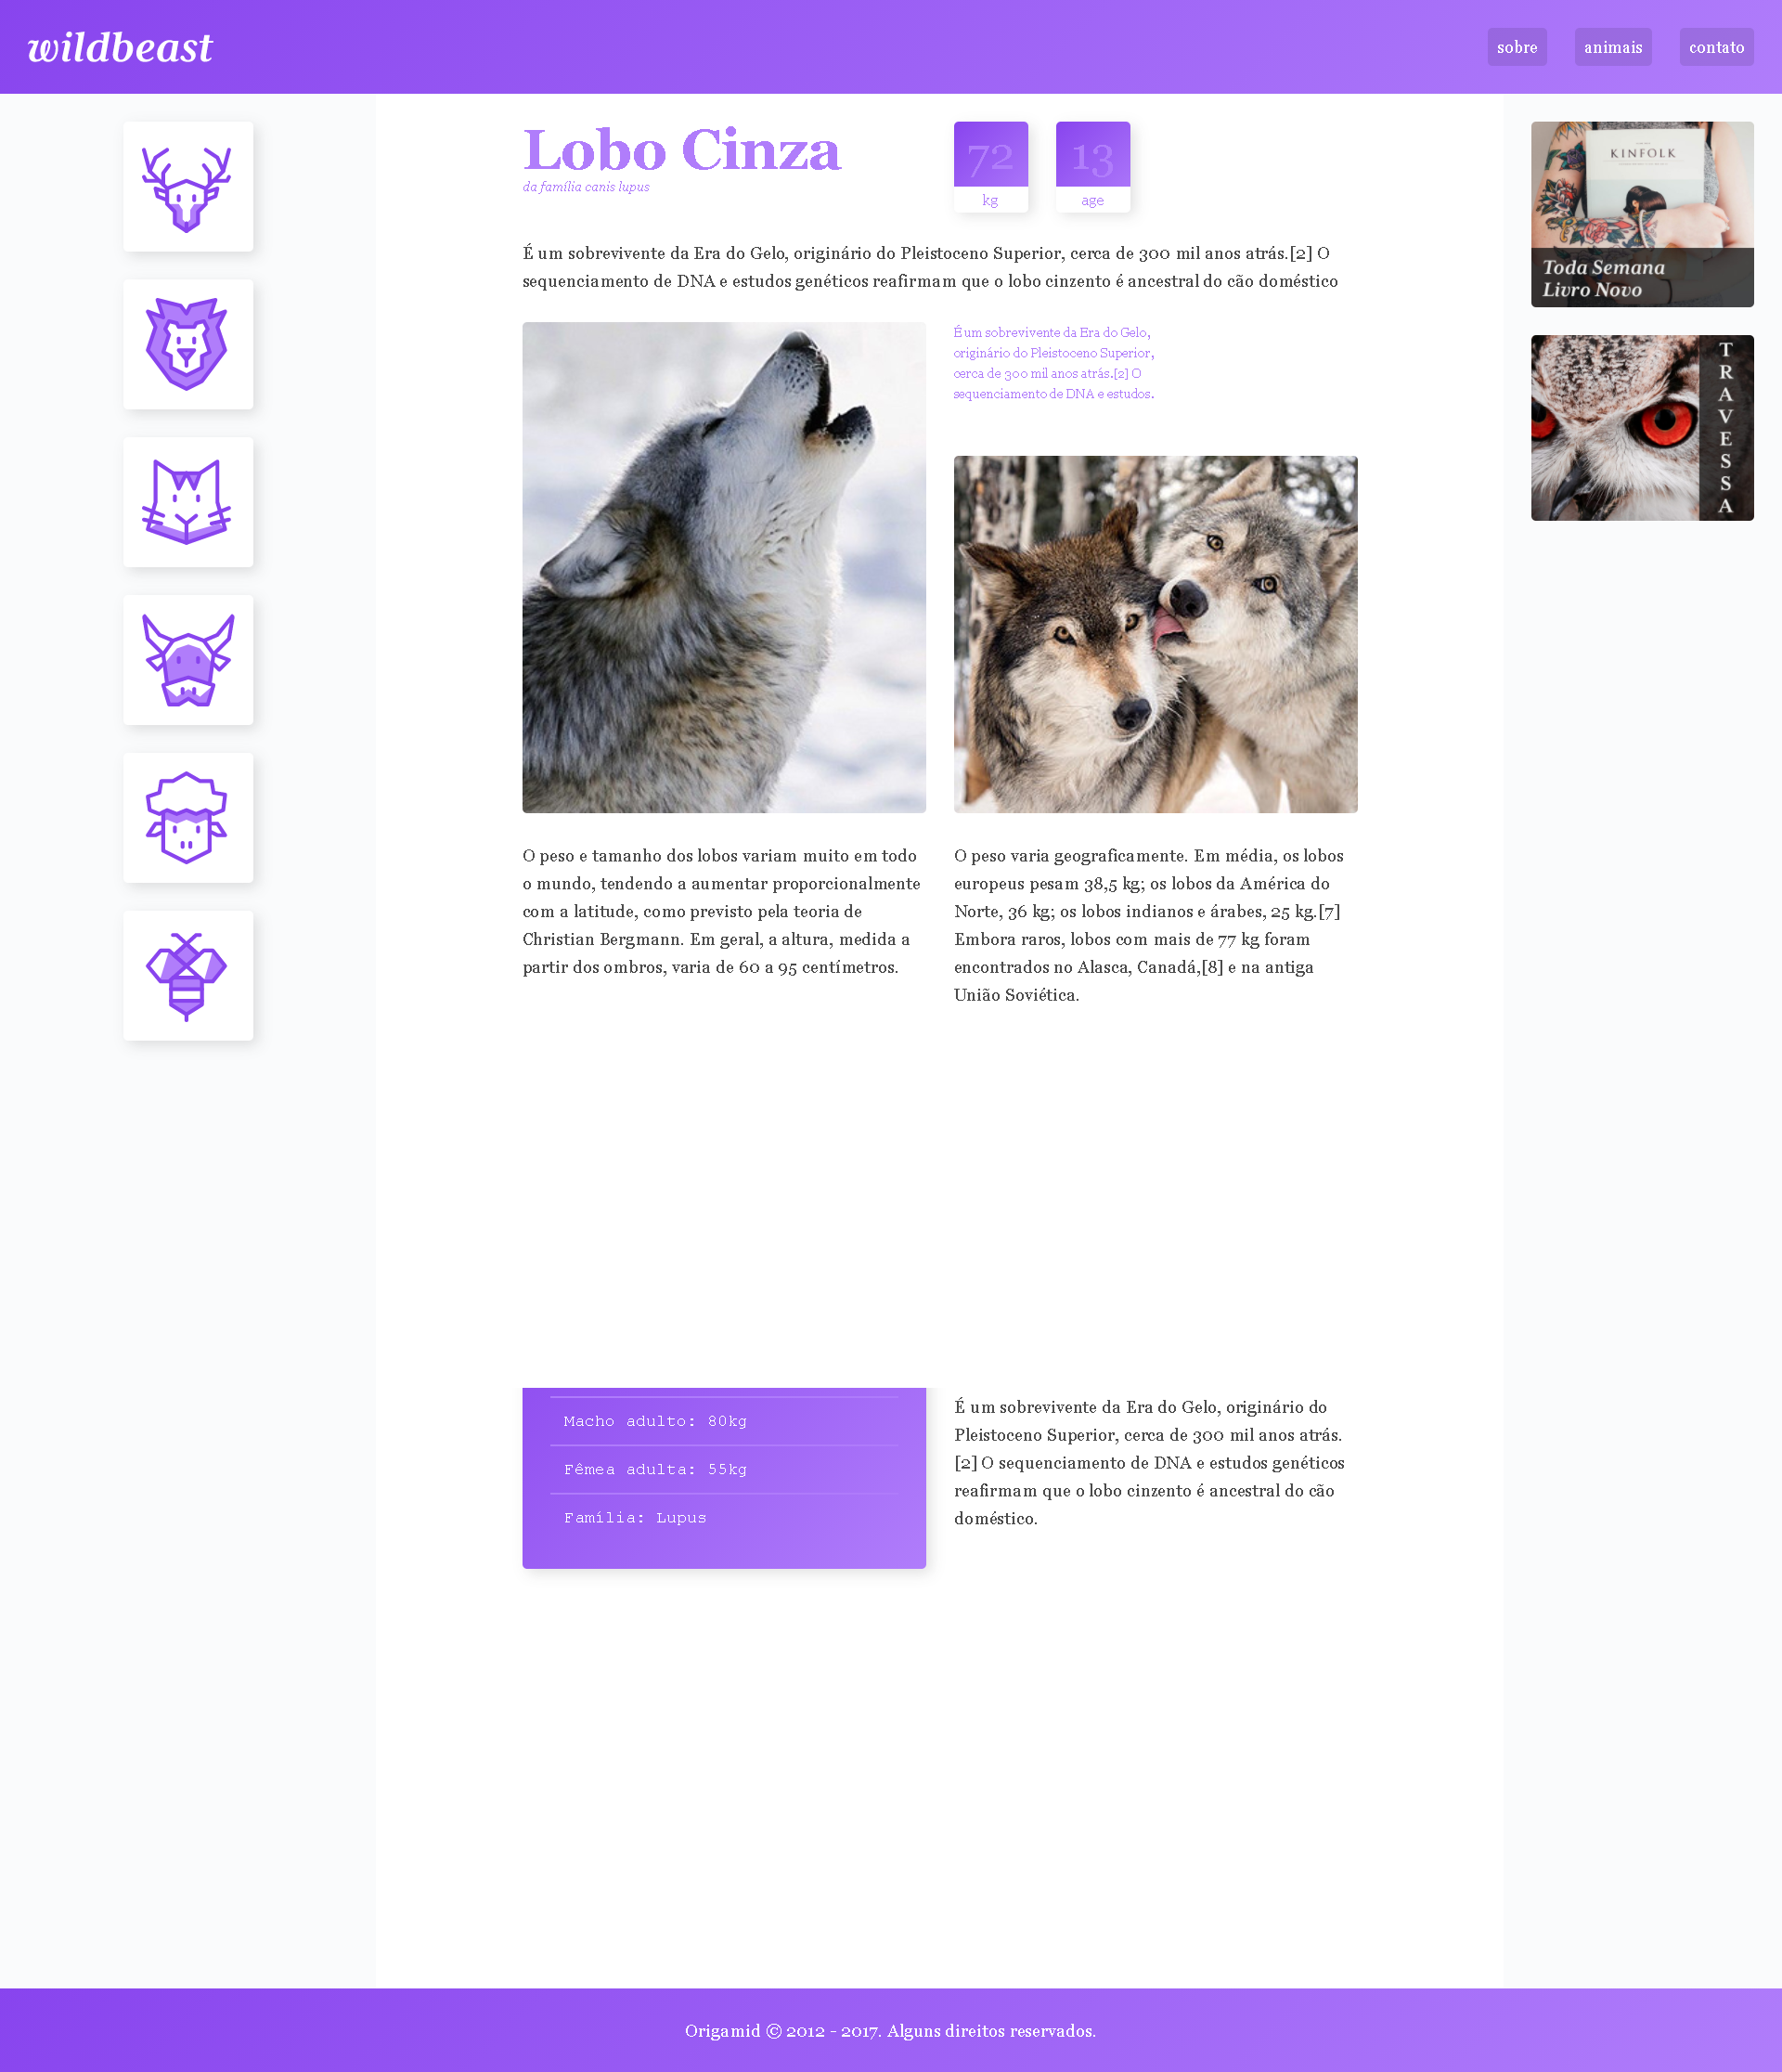 wildbeast
sobre
animais
contato
Lobo Cinza
da família canis lupus
72
kg
13
age
É um sobrevivente da Era do Gelo, originário do Pleistoceno Superior, cerca de 300 mil anos atrás.[2] O
sequenciamento de DNA e estudos genéticos reafirmam que o lobo cinzento é ancestral do cão doméstico
É um sobrevivente da Era do Gelo,
originário do Pleistoceno Superior,
cerca de 300 mil anos atrás.[2] O
sequenciamento de DNA e estudos.
O peso e tamanho dos lobos variam muito em todo
o mundo, tendendo a aumentar proporcionalmente
com a latitude, como previsto pela teoria de
Christian Bergmann. Em geral, a altura, medida a
partir dos ombros, varia de 60 a 95 centímetros.
O peso varia geograficamente. Em média, os lobos
europeus pesam 38,5 kg; os lobos da América do
Norte, 36 kg; os lobos indianos e árabes, 25 kg.[7]
Embora raros, lobos com mais de 77 kg foram
encontrados no Alasca, Canadá,[8] e na antiga
União Soviética.
Macho adulto: 80kg
Fêmea adulta: 55kg
Família: Lupus
É um sobrevivente da Era do Gelo, originário do
Pleistoceno Superior, cerca de 300 mil anos atrás.
[2] O sequenciamento de DNA e estudos genéticos
reafirmam que o lobo cinzento é ancestral do cão
doméstico.
KINFOLK
Toda Semana
Livro Novo
TRAVESSA
Origamid © 2012 - 2017. Alguns direitos reservados.